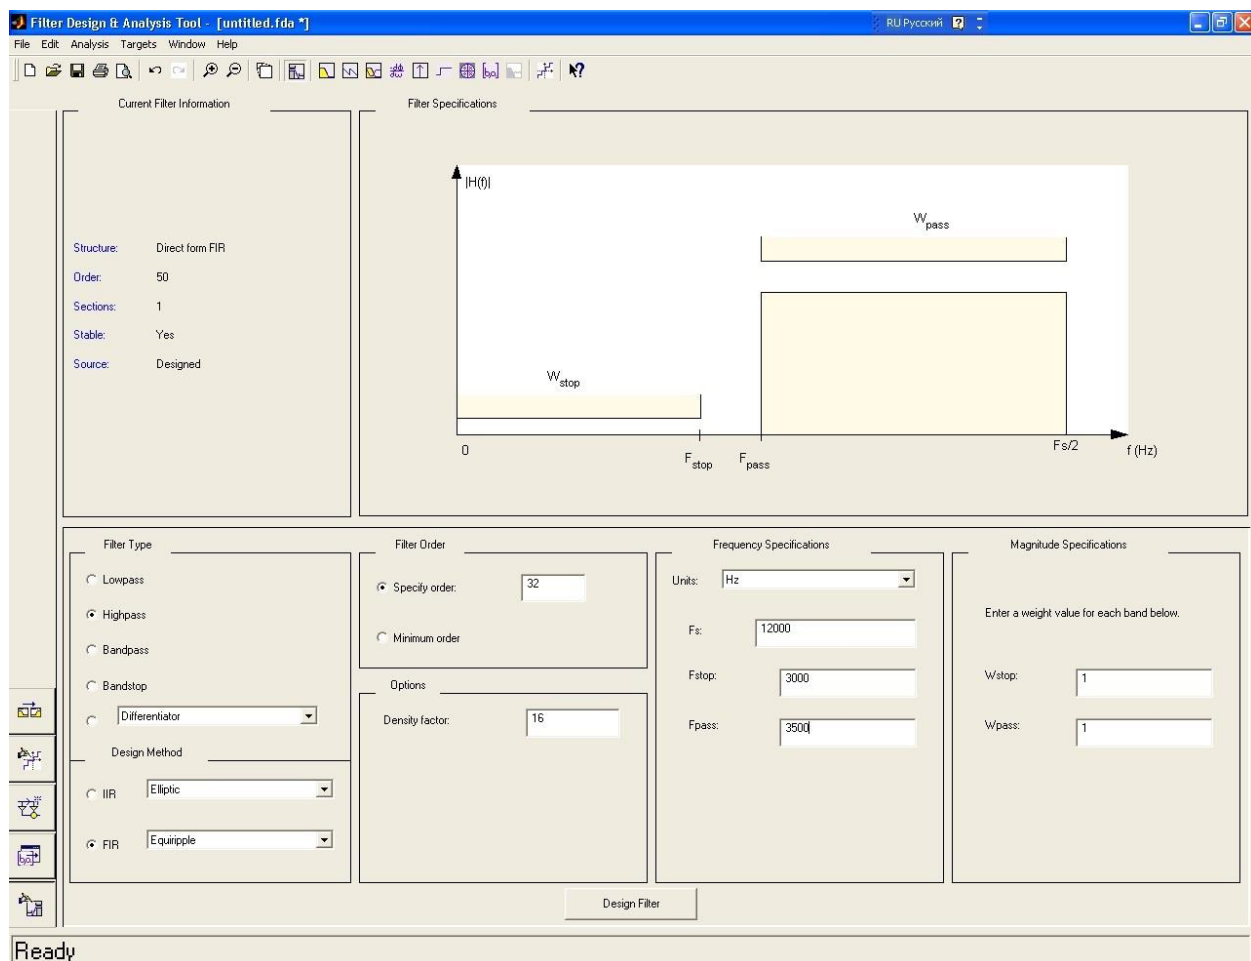 Filter Design & Analysis Tool - [untitled.fda *]
RU Русский
File Edit Analysis Targets Window Help
Current Filter Information
Structure: Direct form FIR
Order: 50
Sections: 1
Stable: Yes
Source: Designed
Filter Specifications
|H(f)|
Wpass
Wstop
0
Fstop
Fpass
Fs/2
f (Hz)
Filter Type
Lowpass
Highpass
Bandpass
Bandstop
Differentiator
Design Method
IIR Elliptic
FIR Equiripple
Filter Order
Specify order: 32
Minimum order
Options
Density factor: 16
Frequency Specifications
Units: Hz
Fs: 12000
Fstop: 3000
Fpass: 3500
Magnitude Specifications
Enter a weight value for each band below.
Wstop: 1
Wpass: 1
Design Filter
Ready